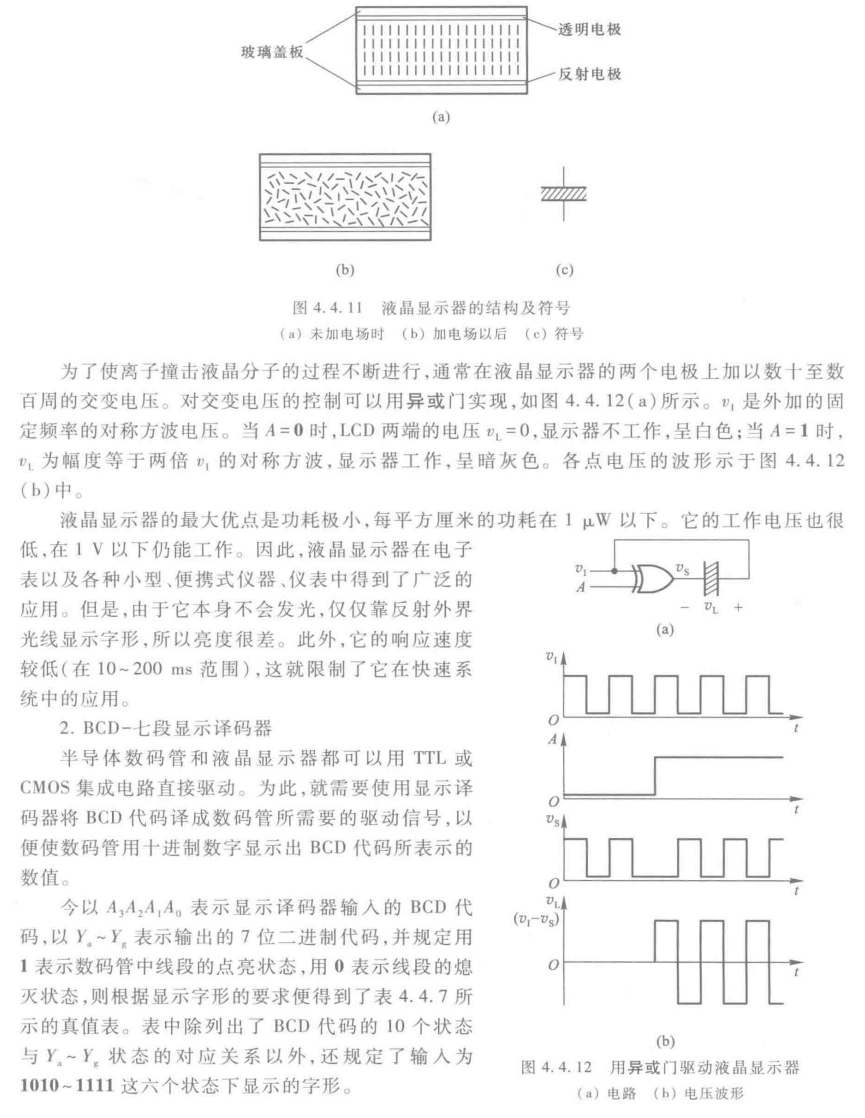 玻璃盖板
透明电极
反射电极
(a)
(b)
(c)
图 4.4.11 液晶显示器的结构及符号
(a) 未加电场时 (b) 加电场以后 (c) 符号
为了使离子撞击液晶分子的过程不断进行,通常在液晶显示器的两个电极上加以数十至数
百周的交变电压。对交变电压的控制可以用异或门实现,如图 4.4.12(a)所示。v_I 是外加的固
定频率的对称方波电压。当 A=0 时,LCD 两端的电压 v_L=0,显示器不工作,呈白色;当 A=1 时,
v_L 为幅度等于两倍 v_I 的对称方波,显示器工作,呈暗灰色。各点电压的波形示于图 4.4.12
(b)中。
液晶显示器的最大优点是功耗极小,每平方厘米的功耗在 1 μW 以下。它的工作电压也很
低,在 1 V 以下仍能工作。因此,液晶显示器在电子
表以及各种小型、便携式仪器、仪表中得到了广泛的
应用。但是,由于它本身不会发光,仅仅靠反射外界
光线显示字形,所以亮度很差。此外,它的响应速度
较低(在 10~200 ms 范围),这就限制了它在快速系
统中的应用。
2. BCD-七段显示译码器
半导体数码管和液晶显示器都可以用 TTL 或
CMOS 集成电路直接驱动。为此,就需要使用显示译
码器将 BCD 代码译成数码管所需要的驱动信号,以
便使数码管用十进制数字显示出 BCD 代码所表示的
数值。
今以 A₃A₂A₁A₀ 表示显示译码器输入的 BCD 代
码,以 Y_a~Y_g 表示输出的 7 位二进制代码,并规定用
1 表示数码管中线段的点亮状态,用 0 表示线段的熄
灭状态,则根据显示字形的要求便得到了表 4.4.7 所
示的真值表。表中除列出了 BCD 代码的 10 个状态
与 Y_a~Y_g 状态的对应关系以外,还规定了输入为
1010~1111 这六个状态下显示的字形。
v_I
A
v_S
- v_L +
(a)
v_I
O
t
A
O
t
v_S
O
t
v_L
(v_I-v_S)
O
t
(b)
图 4.4.12 用异或门驱动液晶显示器
(a) 电路 (b) 电压波形